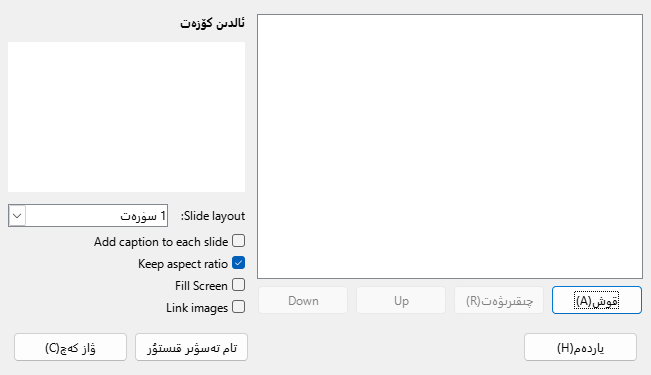 ئالدىن كۆزەت
Slide layout:
1 سۈرەت
Add caption to each slide
Keep aspect ratio
Fill Screen
Link images
قوش(A)
چىقىرىۋەت(R)
Up
Down
ياردەم(H)
تام تەسۋىر قىستۇر
ۋاز كەچ(C)